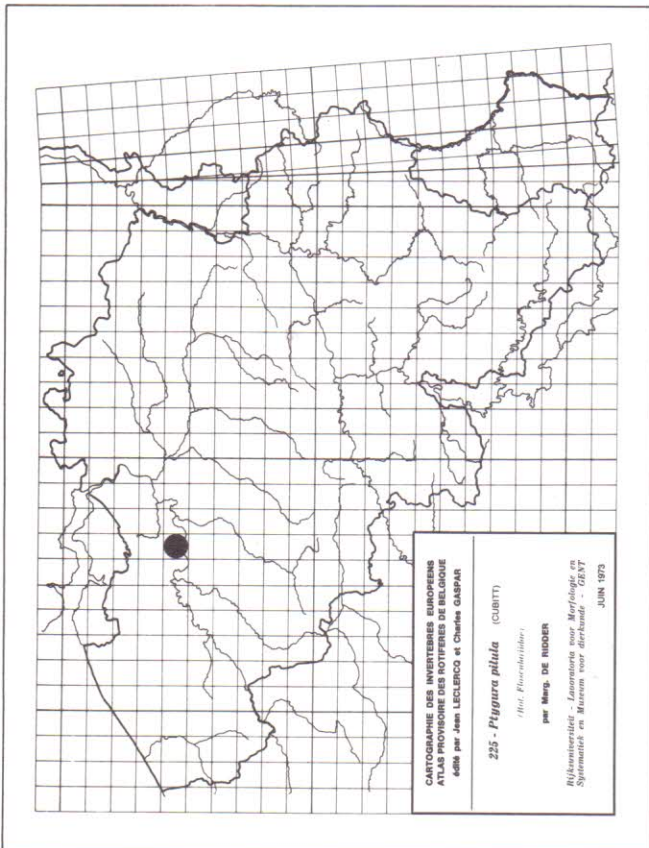 CARTOGRAPHIE DES INVERTEBRES EUROPEENS
ATLAS PROVISOIRE DES ROTIFERES DE BELGIQUE
édité par Jean LECLERCQ et Charles GASPAR
225 - Ptygura pilula (CUBITT)
(Rot. Flosculariidae)
par Marg. DE RIDDER
Rijksuniversiteit - Laboratoria voor Morfologie en
Systematiek en Museum voor dierkunde - GENT
JUIN 1973